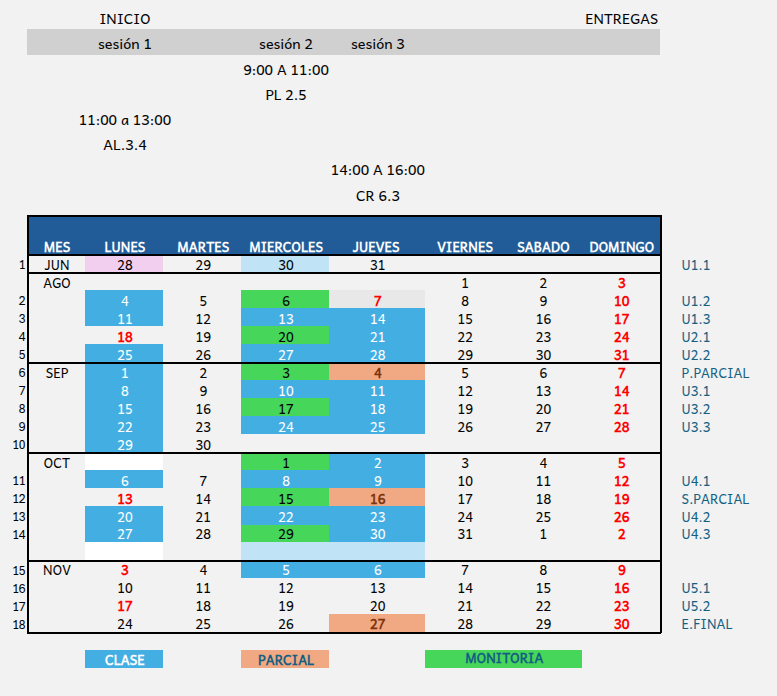 INICIO ENTREGAS
sesión 1 sesión 2 sesión 3
9:00 A 11:00
PL 2.5
11:00 a 13:00
AL.3.4
14:00 A 16:00
CR 6.3
MES LUNES MARTES MIERCOLES JUEVES VIERNES SABADO DOMINGO
1 JUN 28 29 30 31 U1.1
AGO 1 2 3
2 4 5 6 7 8 9 10 U1.2
3 11 12 13 14 15 16 17 U1.3
4 18 19 20 21 22 23 24 U2.1
5 25 26 27 28 29 30 31 U2.2
6 SEP 1 2 3 4 5 6 7 P.PARCIAL
7 8 9 10 11 12 13 14 U3.1
8 15 16 17 18 19 20 21 U3.2
9 22 23 24 25 26 27 28 U3.3
10 29 30
OCT 1 2 3 4 5
11 6 7 8 9 10 11 12 U4.1
12 13 14 15 16 17 18 19 S.PARCIAL
13 20 21 22 23 24 25 26 U4.2
14 27 28 29 30 31 1 2 U4.3
15 NOV 3 4 5 6 7 8 9
16 10 11 12 13 14 15 16 U5.1
17 17 18 19 20 21 22 23 U5.2
18 24 25 26 27 28 29 30 E.FINAL
CLASE PARCIAL MONITORIA